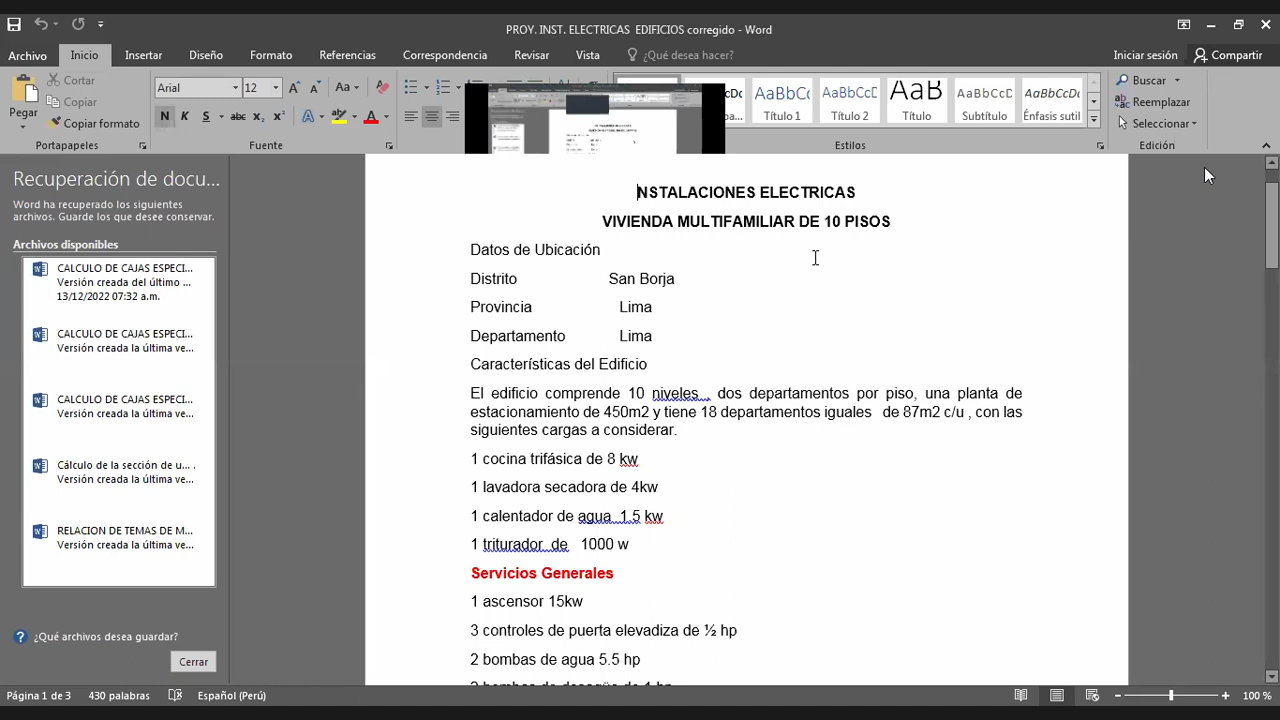 PROY. INST. ELECTRICAS EDIFICIOS corregido - Word
Archivo Inicio Insertar Diseño Formato Referencias Correspondencia Revisar Vista ¿Qué desea hacer? Iniciar sesión Compartir
Pegar
Cortar
Copiar
Copiar formato
Portapapeles
Arial 12
Fuente
Título 1 Título 2 Título Subtítulo Énfasis sutil
Estilos
Buscar
Reemplazar
Seleccionar
Edición
Recuperación de docu...
Word ha recuperado los siguientes
archivos. Guarde los que desee conservar.
Archivos disponibles
CALCULO DE CAJAS ESPECI...
Versión creada del último ...
13/12/2022 07:32 a.m.
CALCULO DE CAJAS ESPECI...
Versión creada la última ve...
CALCULO DE CAJAS ESPECI...
Versión creada la última ve...
Cálculo de la sección de u... .
Versión creada la última ve...
RELACION DE TEMAS DE M...
Versión creada la última ve...
¿Qué archivos desea guardar?
Cerrar
INSTALACIONES ELECTRICAS
VIVIENDA MULTIFAMILIAR DE 10 PISOS
Datos de Ubicación
Distrito San Borja
Provincia Lima
Departamento Lima
Características del Edificio
El edificio comprende 10 niveles , dos departamentos por piso, una planta de
estacionamiento de 450m2 y tiene 18 departamentos iguales de 87m2 c/u , con las
siguientes cargas a considerar.
1 cocina trifásica de 8 kw
1 lavadora secadora de 4kw
1 calentador de agua 1.5 kw
1 triturador de 1000 w
Servicios Generales
1 ascensor 15kw
3 controles de puerta elevadiza de ½ hp
2 bombas de agua 5.5 hp
Página 1 de 3 430 palabras Español (Perú) 100 %